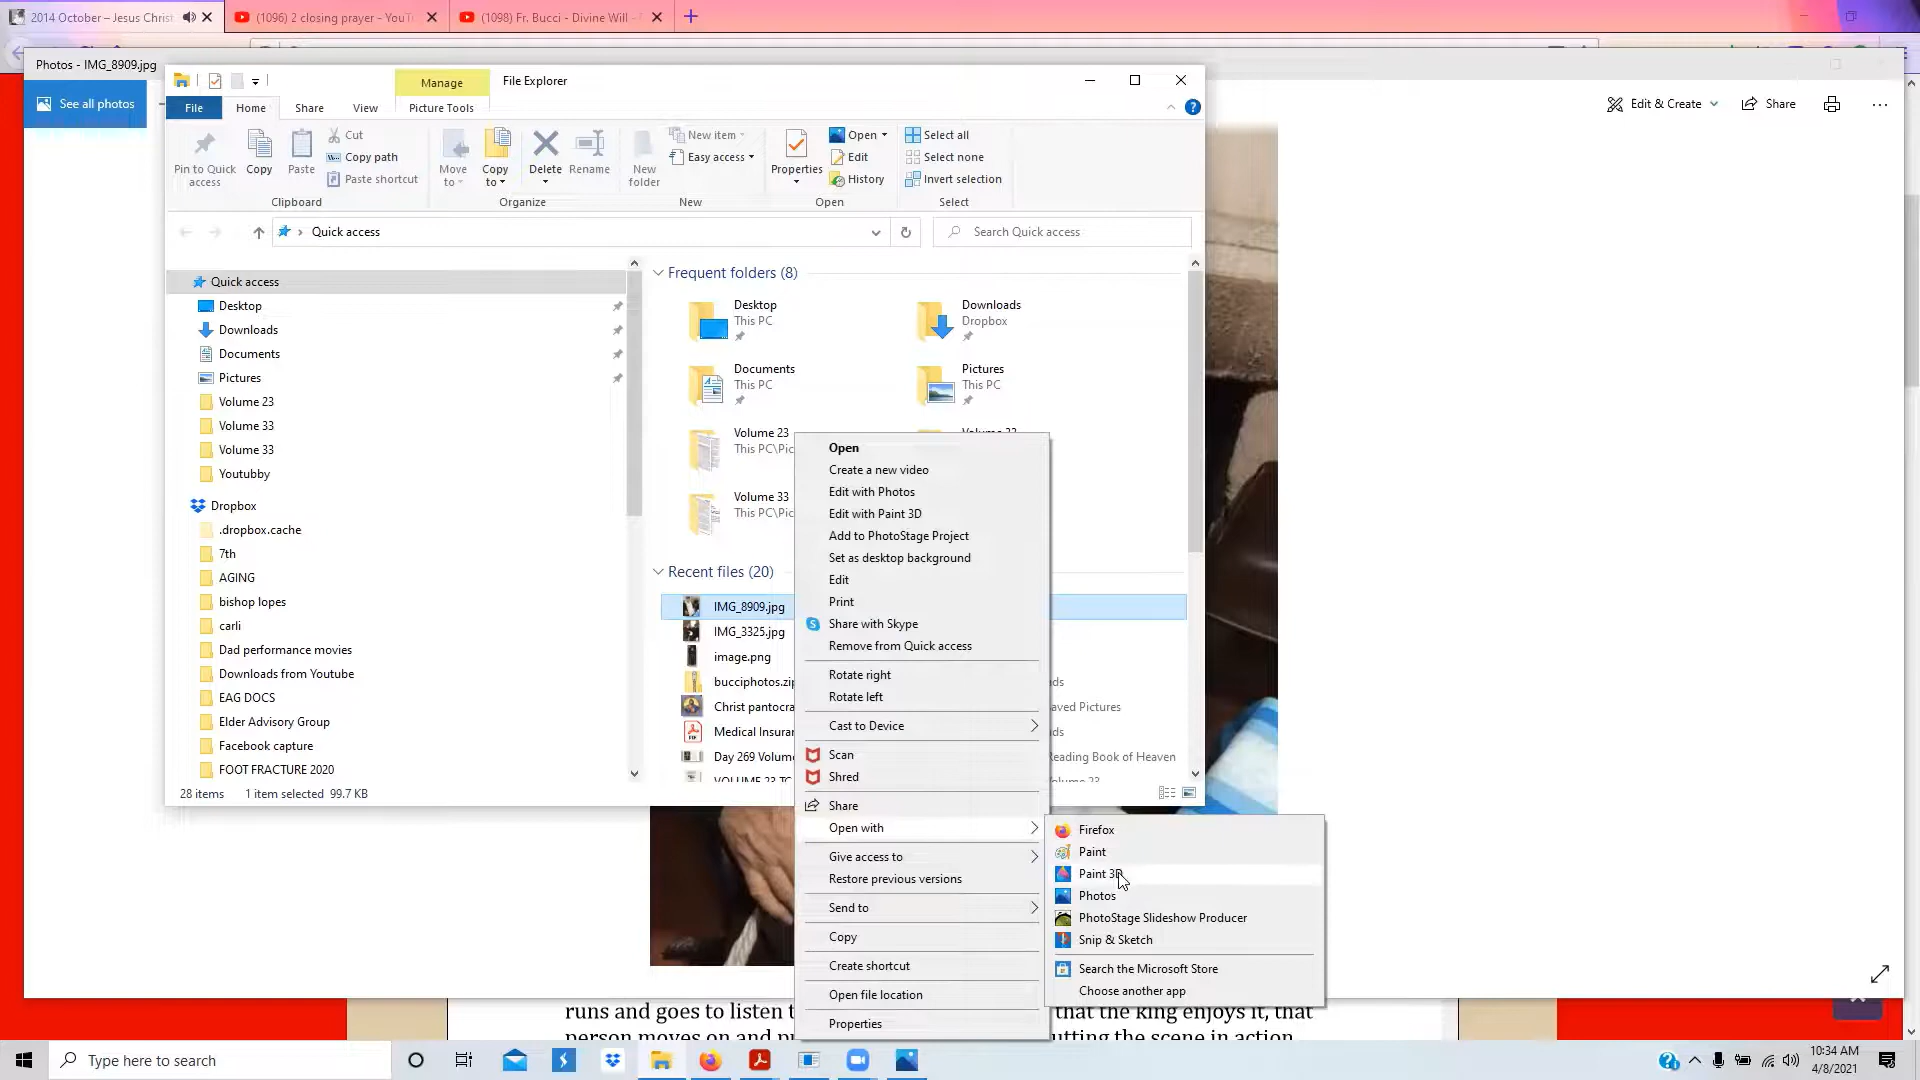 2014 October – Jesus Christ
(1096) 2 closing prayer - YouT
(1098) Fr. Bucci - Divine Will -
Photos - IMG_8909.jpg
See all photos
Edit & Create
Share
Manage
File Explorer
File
Home
Share
View
Picture Tools
Pin to Quick access
Copy
Paste
Cut
Copy path
Paste shortcut
Clipboard
Move to
Copy to
Delete
Rename
Organize
New folder
New item
Easy access
New
Properties
Open
Edit
History
Open
Select all
Select none
Invert selection
Select
Quick access
Search Quick access
Quick access
Desktop
Downloads
Documents
Pictures
Volume 23
Volume 33
Volume 33
Youtubby
Dropbox
.dropbox.cache
7th
AGING
bishop lopes
carli
Dad performance movies
Downloads from Youtube
EAG DOCS
Elder Advisory Group
Facebook capture
FOOT FRACTURE 2020
28 items 1 item selected 99.7 KB
Frequent folders (8)
Desktop
This PC
Downloads
Dropbox
Documents
This PC
Pictures
This PC
Volume 23
This PC\Pic
Volume 33
This PC\Pic
Recent files (20)
IMG_8909.jpg
IMG_3325.jpg
image.png
bucciphotos.zip
Christ pantocra
aved Pictures
Medical Insuran
Day 269 Volume
Reading Book of Heaven
VOLUME 23 TC
Open
Create a new video
Edit with Photos
Edit with Paint 3D
Add to PhotoStage Project
Set as desktop background
Edit
Print
Share with Skype
Remove from Quick access
Rotate right
Rotate left
Cast to Device
Scan
Shred
Share
Open with
Give access to
Restore previous versions
Send to
Copy
Create shortcut
Open file location
Properties
Firefox
Paint
Paint 3D
Photos
PhotoStage Slideshow Producer
Snip & Sketch
Search the Microsoft Store
Choose another app
runs and goes to listen t that the king enjoys it, that
person moves on and p utting the scene in action
Type here to search
10:34 AM
4/8/2021